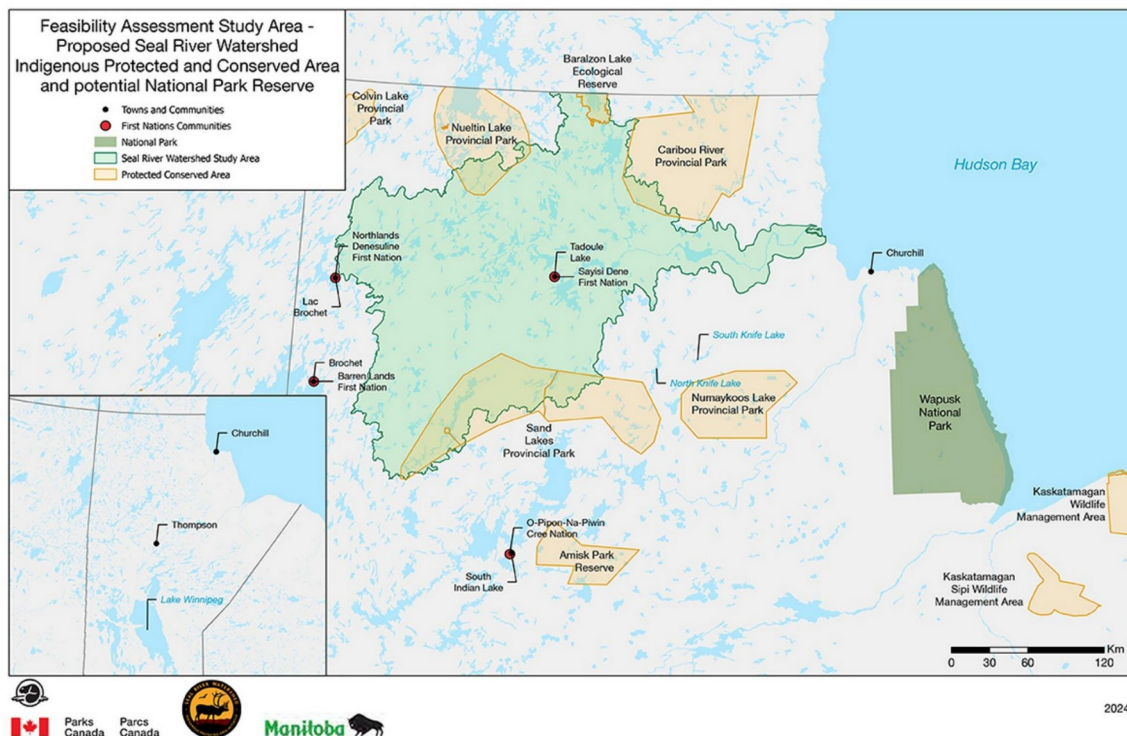 Feasibility Assessment Study Area -
Proposed Seal River Watershed
Indigenous Protected and Conserved Area
and potential National Park Reserve
Towns and Communities
First Nations Communities
National Park
Seal River Watershed Study Area
Protected Conserved Area
Baralzon Lake
Ecological
Reserve
Colvin Lake
Provincial
Park
Nueltin Lake
Provincial Park
Caribou River
Provincial Park
Hudson Bay
Northlands
Denesuline
First Nation
Tadoule
Lake
Sayisi Dene
First Nation
Churchill
Lac
Brochet
South Knife Lake
Brochet
Barren Lands
First Nation
North Knife Lake
Numaykoos Lake
Provincial Park
Wapusk
National
Park
Sand
Lakes
Provincial Park
Churchill
Kaskatamagan
Wildlife
Management Area
Thompson
O-Pipon-Na-Piwin
Cree Nation
Amisk Park
Reserve
South
Indian Lake
Kaskatamagan
Sipi Wildlife
Management Area
Lake Winnipeg
Km
0 30 60 120
2024
Parks Parcs
Canada Canada
Manitoba